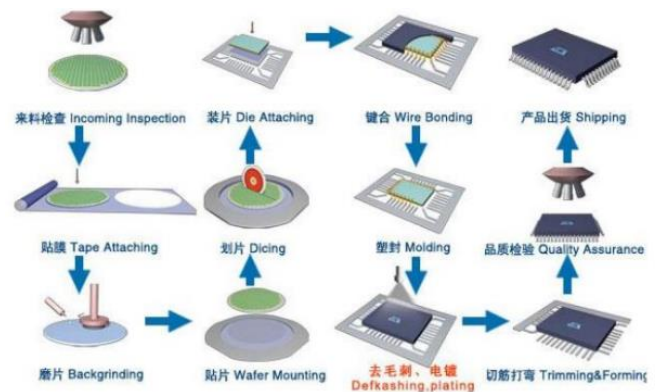 来料检查 Incoming Inspection
装片 Die Attaching
键合 Wire Bonding
产品出货 Shipping
贴膜 Tape Attaching
划片 Dicing
塑封 Molding
品质检验 Quality Assurance
磨片 Backgrinding
贴片 Wafer Mounting
去毛刺、电镀
Defkashing,plating
切筋打弯 Trimming&Forming